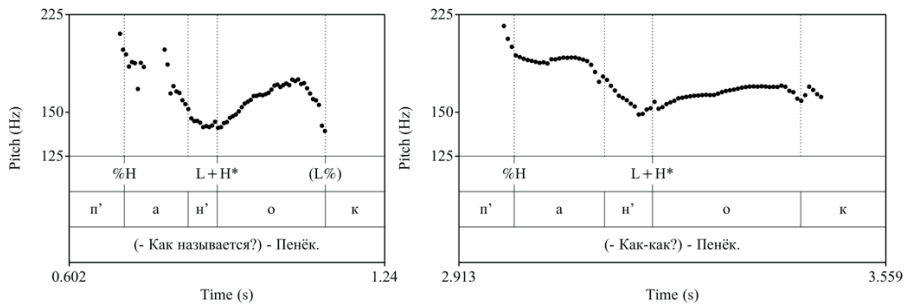 225
150
125
Pitch (Hz)
%H L+H* (L%)
п’ а н’ о к
(- Как называется?) - Пенёк.
0.602 1.24
Time (s)
225
150
125
Pitch (Hz)
%H L+H*
п’ а н’ о к
(- Как-как?) - Пенёк.
2.913 3.559
Time (s)